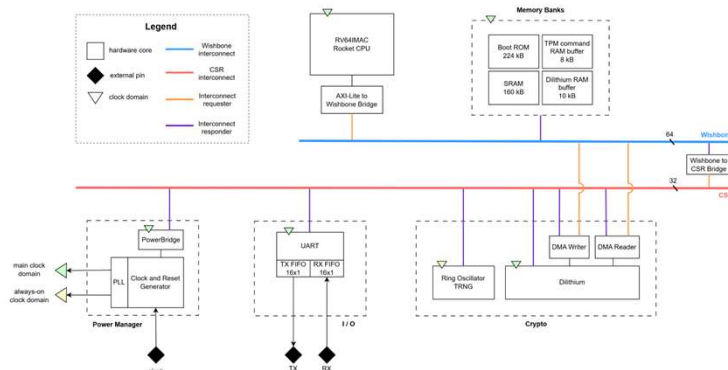 Legend
hardware core
external pin
clock domain
Wishbone
interconnect
CSR
interconnect
Interconnect
requester
Interconnect
responder
RV64IMAC
Rocket CPU
AXI-Lite to
Wishbone Bridge
Memory Banks
Boot ROM
224 kB
TPM command
RAM buffer
8 kB
SRAM
160 kB
Dilithium RAM
buffer
10 kB
64
Wishbon
Wishbone to
CSR Bridge
32
CS
PowerBridge
main clock
domain
always-on
clock domain
PLL
Clock and Reset
Generator
Power Manager
UART
TX FIFO
16x1
RX FIFO
16x1
I / O
TX
RX
DMA Writer
DMA Reader
Ring Oscillator
TRNG
Dilithium
Crypto